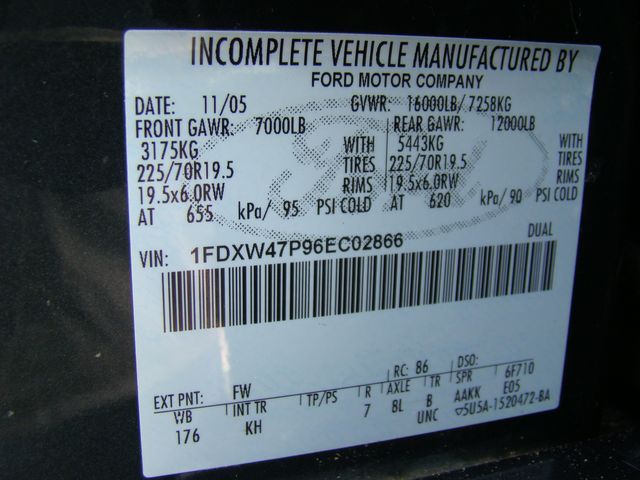 INCOMPLETE VEHICLE MANUFACTURED BY
FORD MOTOR COMPANY
DATE: 11/05 GVWR: 16000LB/ 7258KG
FRONT GAWR: 7000LB REAR GAWR: 12000LB
3175KG WITH 5443KG WITH
225/70R19.5 TIRES 225/70R19.5 TIRES
19.5x6.0RW RIMS 19.5x6.0RW RIMS
AT 655 kPa/ 95 PSI COLD AT 620 kPa/ 90 PSI COLD
DUAL
VIN: 1FDXW47P96EC02866
EXT PNT: FW RC: 86 DSO:
WB INT TR TP/PS R AXLE TR SPR 6F710
176 KH 7 8L B AAKK E05
UNC ▽5U5A-1520472-BA